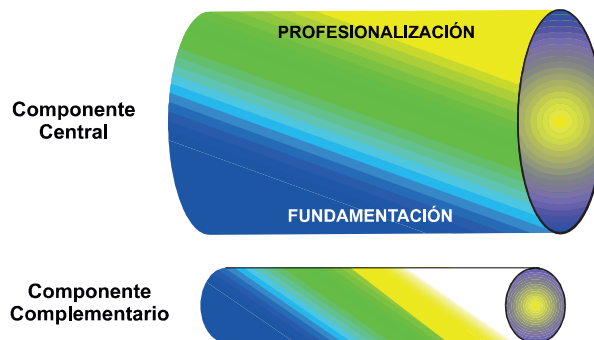 PROFESIONALIZACIÓN
Componente
Central
FUNDAMENTACIÓN
Componente
Complementario